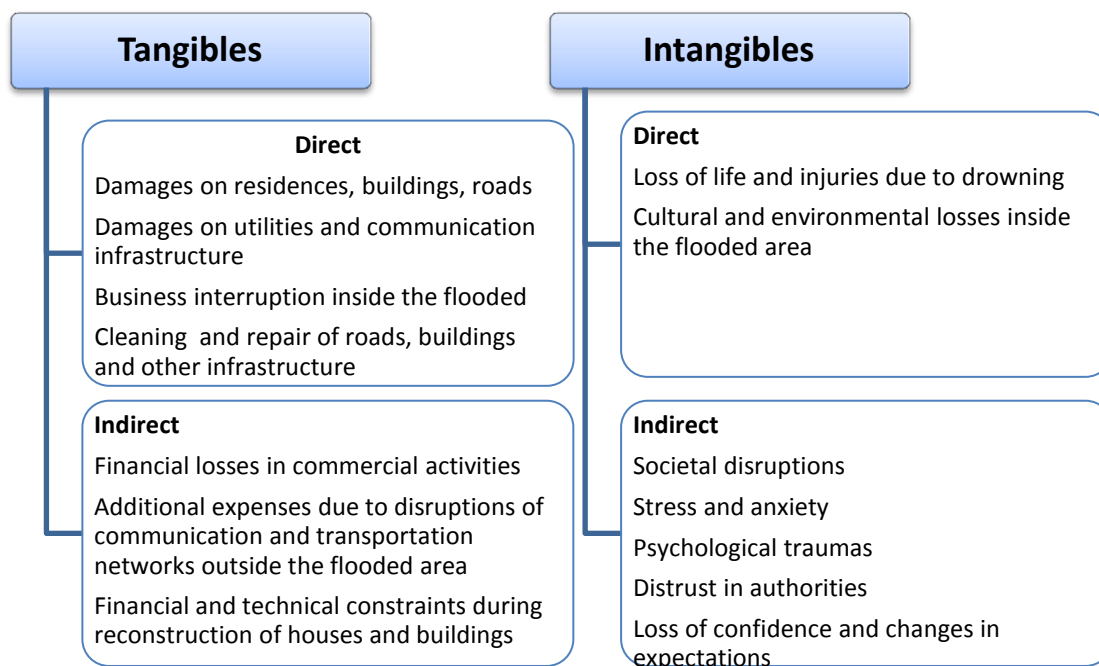 Tangibles
Direct
Damages on residences, buildings, roads
Damages on utilities and communication
infrastructure
Business interruption inside the flooded
Cleaning  and repair of roads, buildings
and other infrastructure
Indirect
Financial losses in commercial activities
Additional expenses due to disruptions of
communication and transportation
networks outside the flooded area
Financial and technical constraints during
reconstruction of houses and buildings
Intangibles
Direct
Loss of life and injuries due to drowning
Cultural and environmental losses inside
the flooded area
Indirect
Societal disruptions
Stress and anxiety
Psychological traumas
Distrust in authorities
Loss of confidence and changes in
expectations